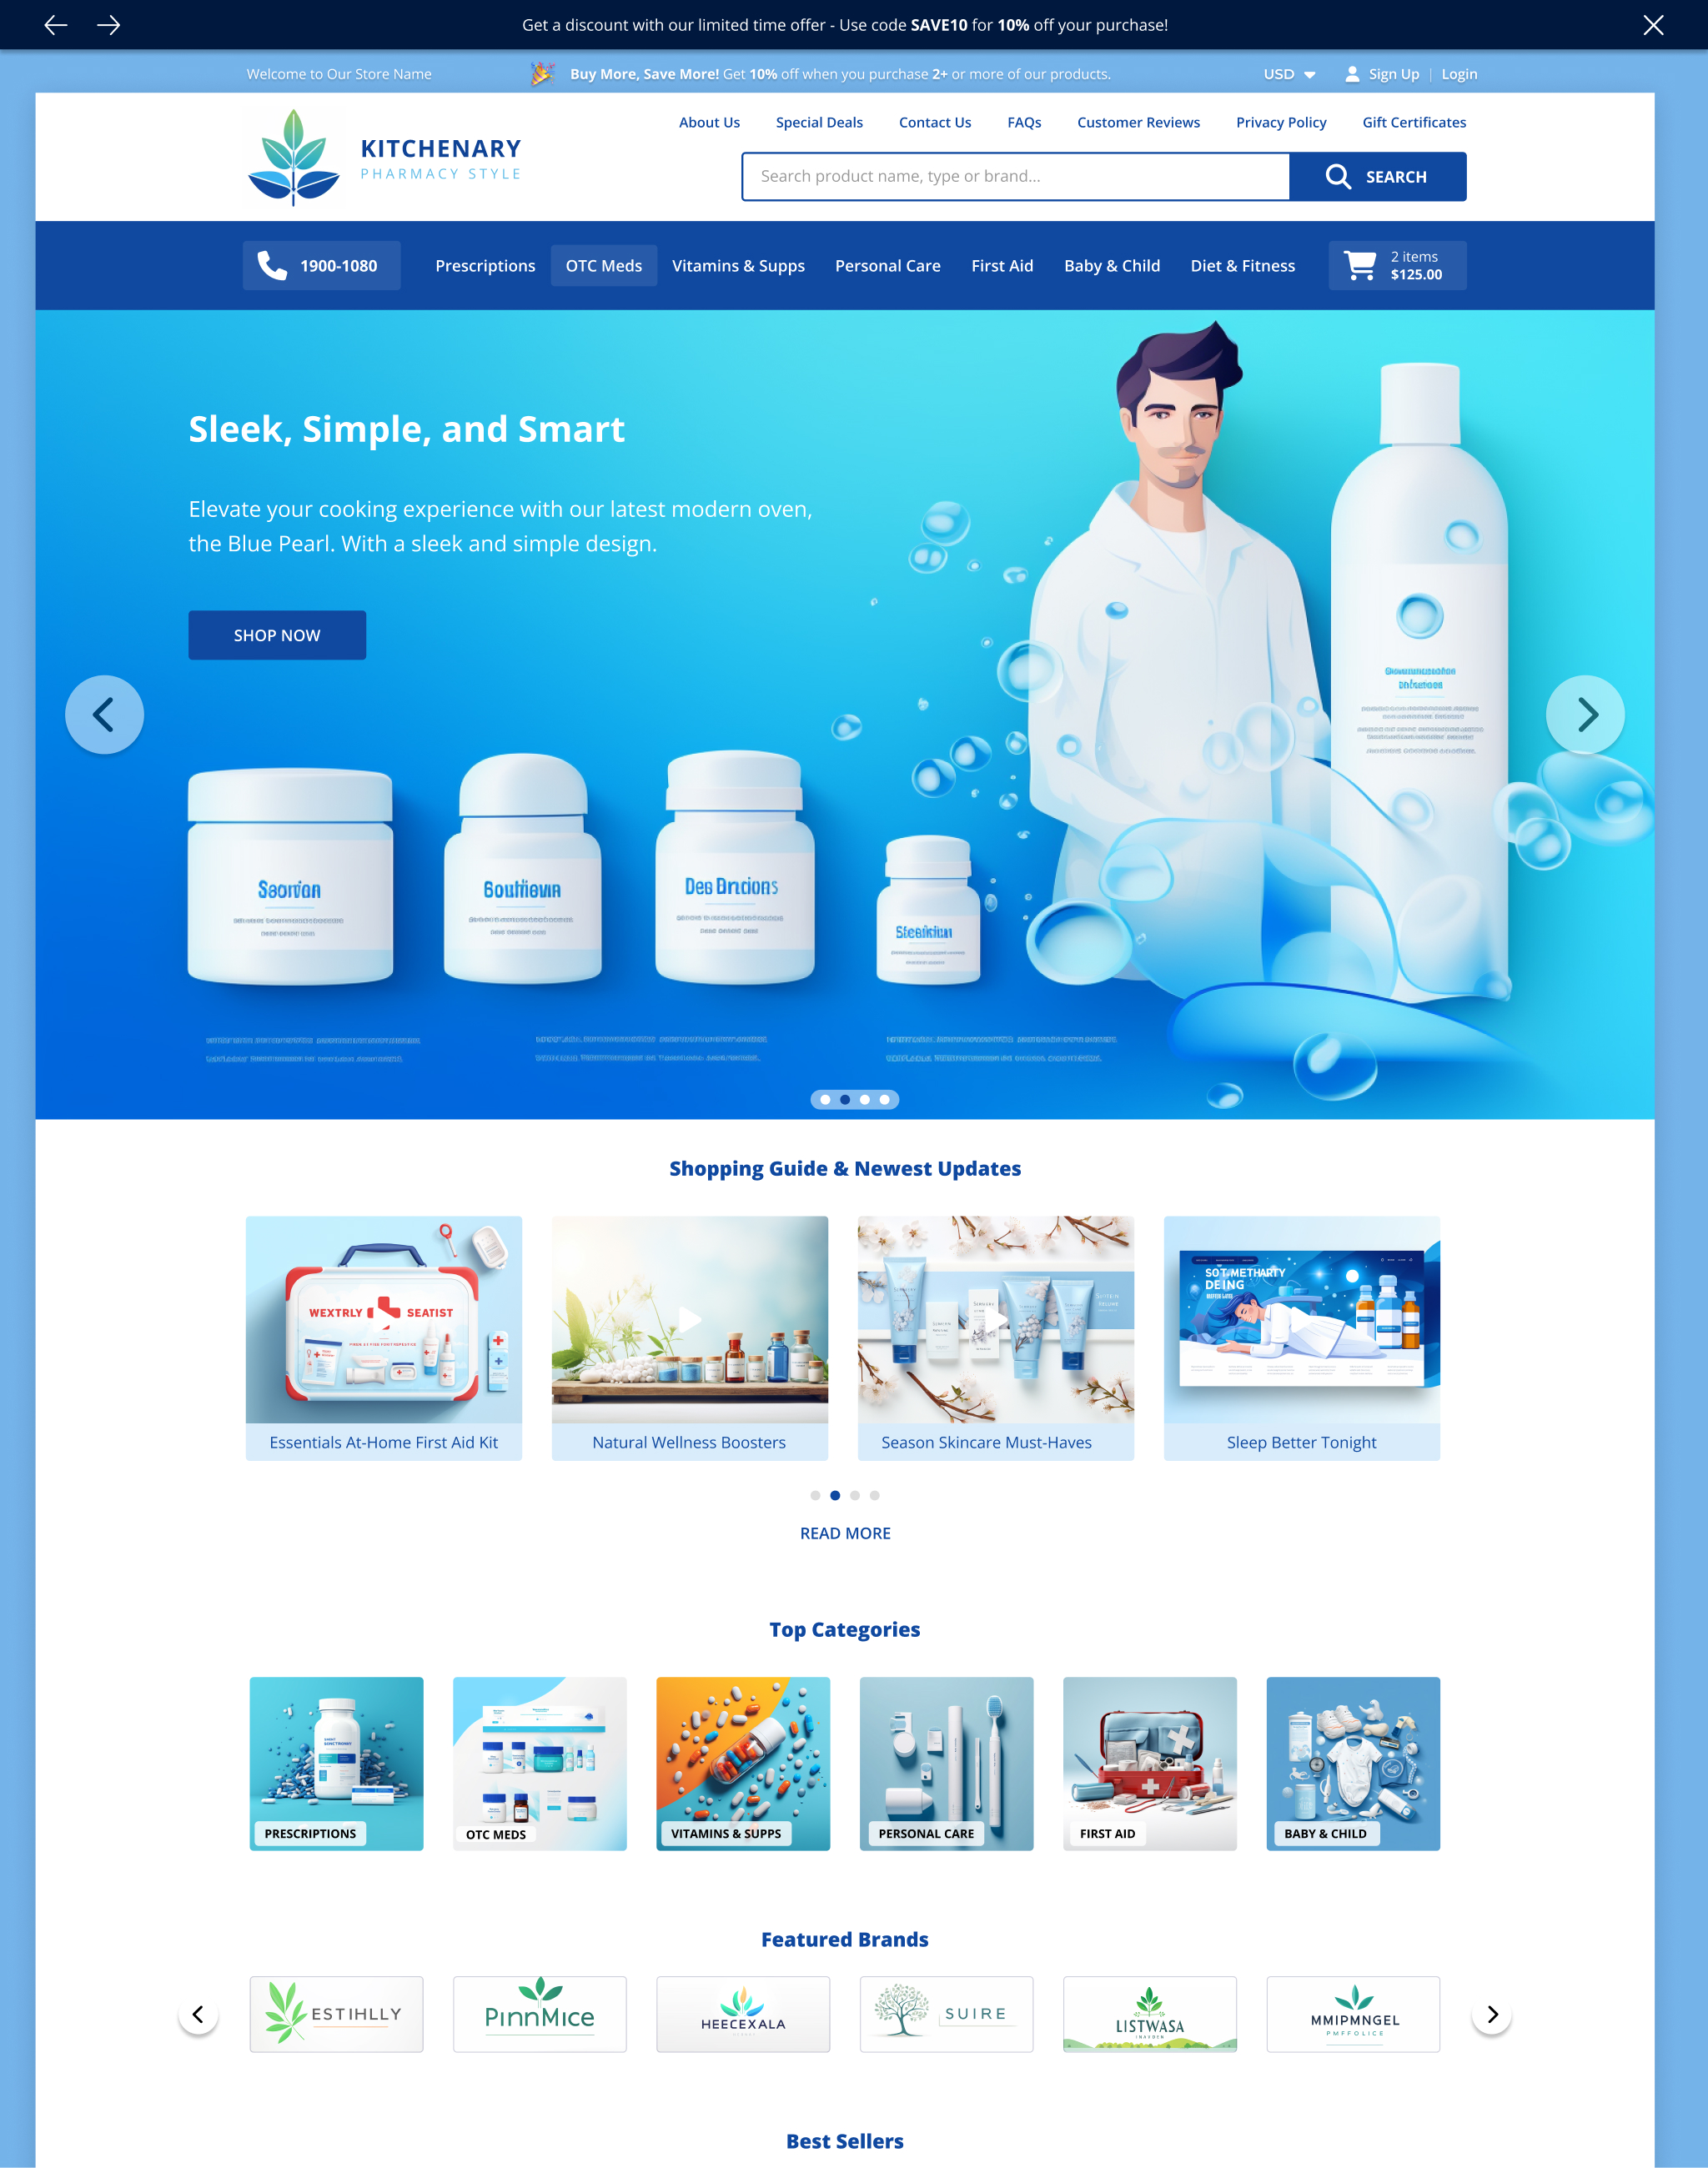 Get a discount with our limited time offer - Use code SAVE10 for 10% off your purchase!
Welcome to Our Store Name
Buy More, Save More! Get 10% off when you purchase 2+ or more of our products.
USD
Sign Up | Login
KITCHENARY
PHARMACY STYLE
About Us
Special Deals
Contact Us
FAQs
Customer Reviews
Privacy Policy
Gift Certificates
Search product name, type or brand...
SEARCH
1900-1080
Prescriptions
OTC Meds
Vitamins & Supps
Personal Care
First Aid
Baby & Child
Diet & Fitness
2 items
$125.00
Sleek, Simple, and Smart
Elevate your cooking experience with our latest modern oven,
the Blue Pearl. With a sleek and simple design.
SHOP NOW
Shopping Guide & Newest Updates
WEXTRLY SEATIST
SOT:METHARTY
DEING
Essentials At-Home First Aid Kit
Natural Wellness Boosters
Season Skincare Must-Haves
Sleep Better Tonight
READ MORE
Top Categories
PRESCRIPTIONS
OTC MEDS
VITAMINS & SUPPS
PERSONAL CARE
FIRST AID
BABY & CHILD
Featured Brands
ESTIHLLY
PinnMice
HEECEXALA
SUIRE
LISTWASA
MMIPMNGEL
PMFFOLICE
Best Sellers